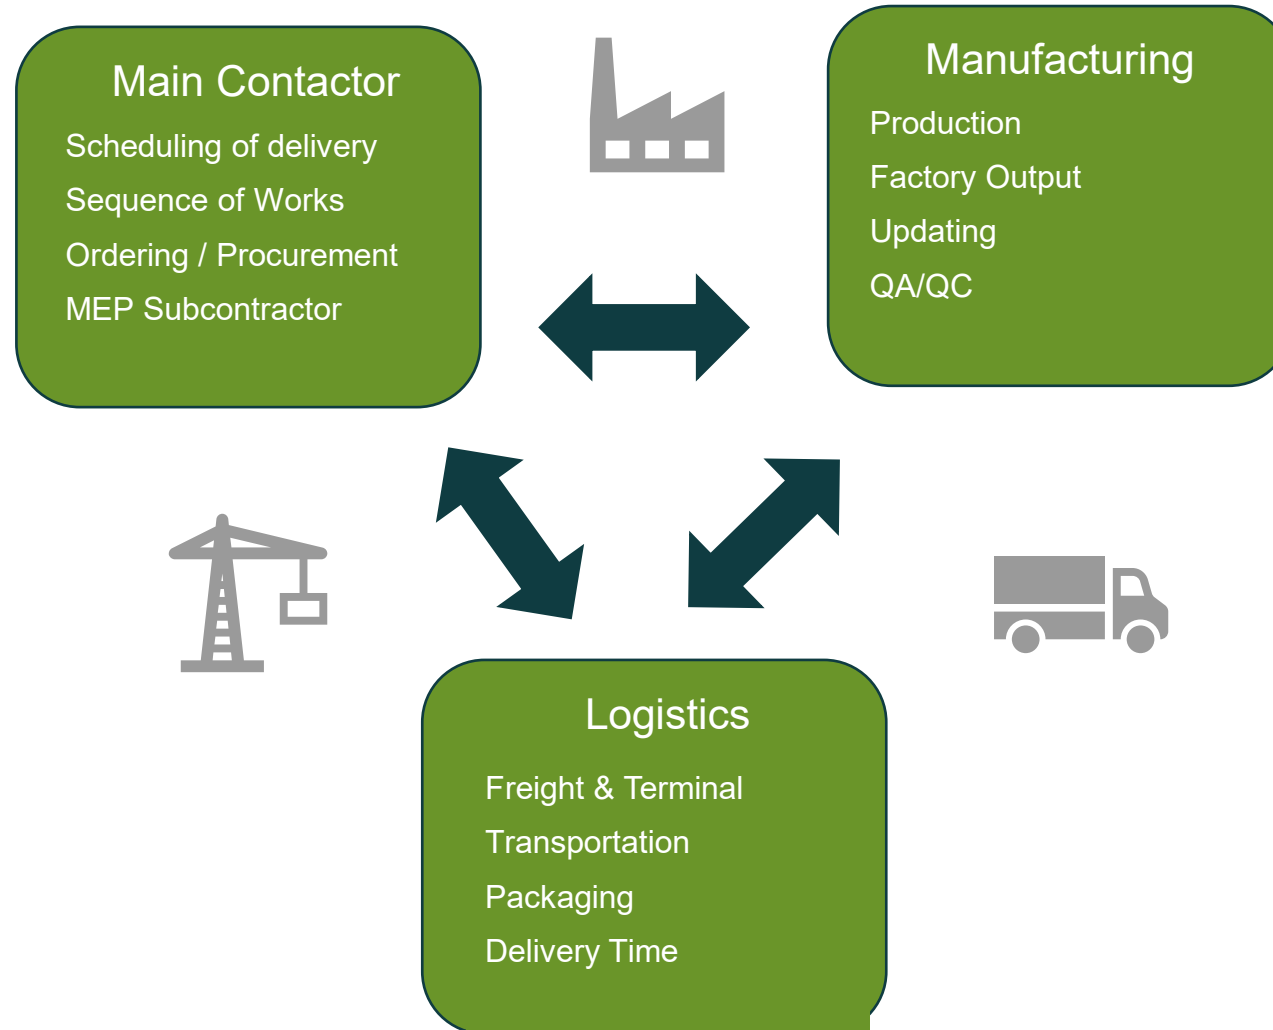 Main Contactor
Scheduling of delivery
Sequence of Works
Ordering / Procurement
MEP Subcontractor
Manufacturing
Production
Factory Output
Updating
QA/QC
Logistics
Freight & Terminal
Transportation
Packaging
Delivery Time